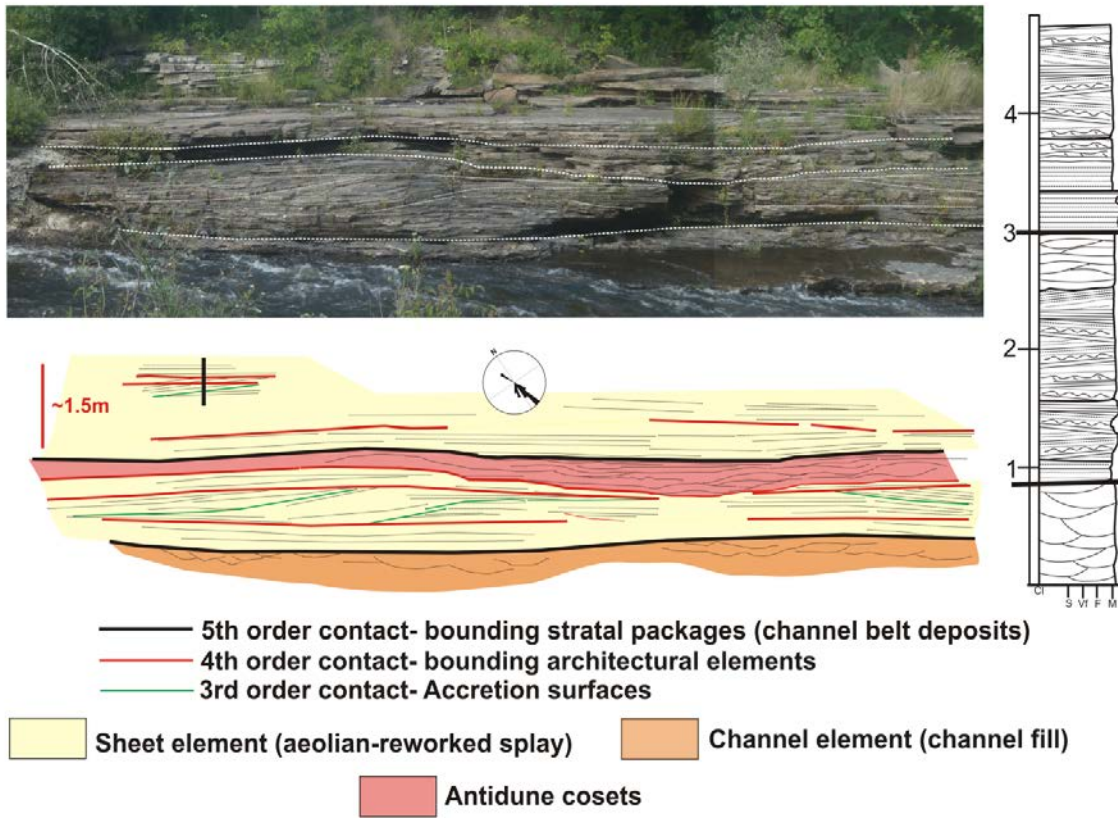 4
3
2
1
Cl S Vf F M
N
~1.5m
5th order contact- bounding stratal packages (channel belt deposits)
4th order contact- bounding architectural elements
3rd order contact- Accretion surfaces
Sheet element (aeolian-reworked splay)
Channel element (channel fill)
Antidune cosets